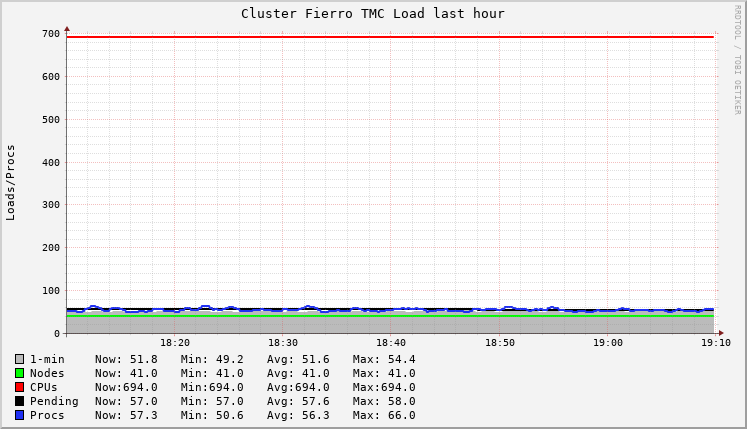 Cluster Fierro TMC Load last hour
RRDTOOL / TOBI OETIKER
Loads/Procs
700
600
500
400
300
200
100
0
18:20 18:30 18:40 18:50 19:00 19:10
1-min Now: 51.8 Min: 49.2 Avg: 51.6 Max: 54.4
Nodes Now: 41.0 Min: 41.0 Avg: 41.0 Max: 41.0
CPUs Now:694.0 Min:694.0 Avg:694.0 Max:694.0
Pending Now: 57.0 Min: 57.0 Avg: 57.6 Max: 58.0
Procs Now: 57.3 Min: 50.6 Avg: 56.3 Max: 66.0